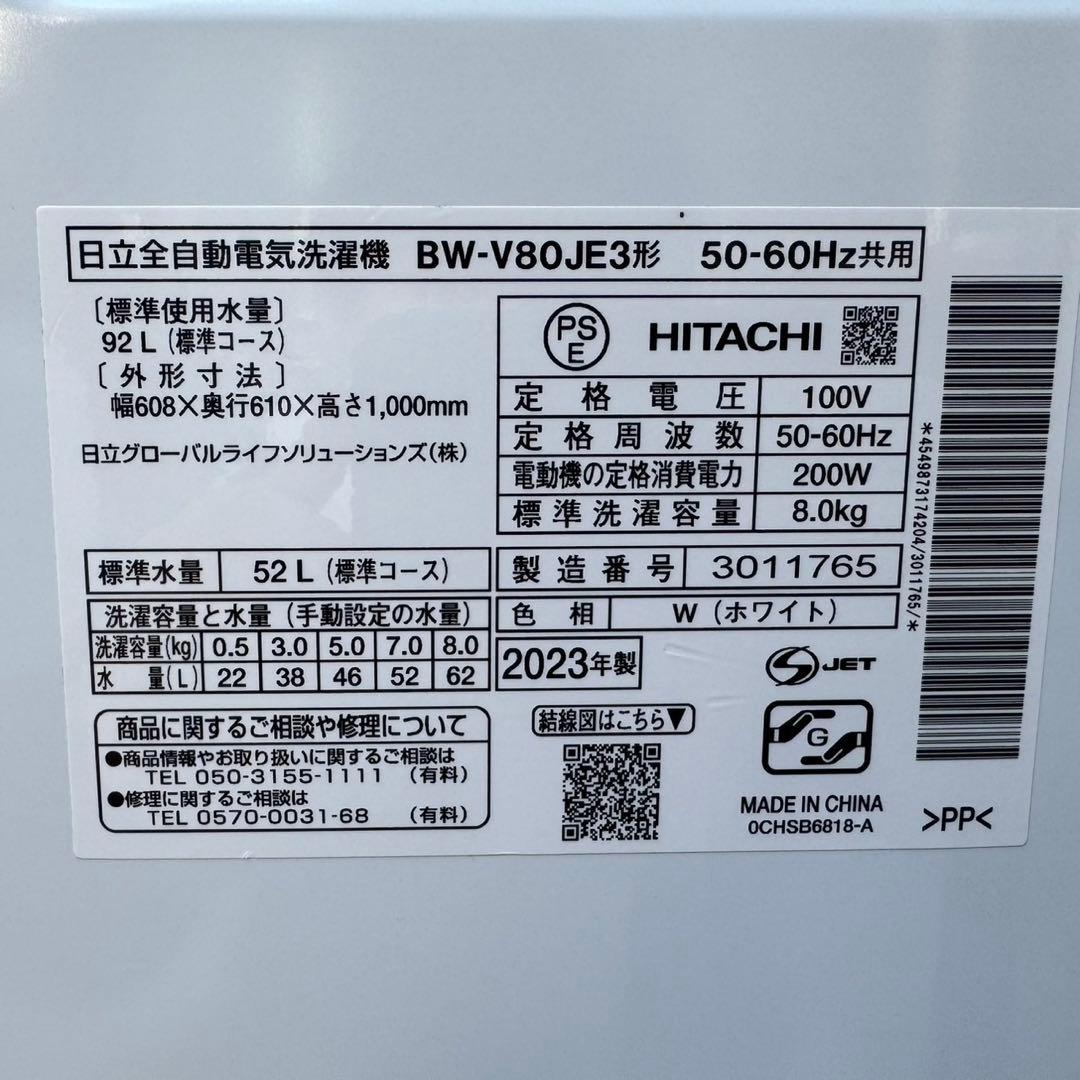 日立全自動電気洗濯機 BW-V80JE3形 50-60Hz共用
〔標準使用水量〕
92 L (標準コース)
〔外形寸法〕
幅608×奥行610×高さ1,000mm
日立グローバルライフソリューションズ(株)
PS
E
HITACHI
定格電圧 100V
定格周波数 50-60Hz
電動機の定格消費電力 200W
標準洗濯容量 8.0kg
標準水量 52 L (標準コース)
製造番号 3011765
洗濯容量と水量 (手動設定の水量)
洗濯容量(kg) 0.5 3.0 5.0 7.0 8.0
水量(L) 22 38 46 52 62
色相 W (ホワイト)
2023年製
S JET
商品に関するご相談や修理について
●商品情報やお取り扱いに関するご相談は
TEL 050-3155-1111 (有料)
●修理に関するご相談は
TEL 0570-0031-68 (有料)
結線図はこちら▼
G
MADE IN CHINA
0CHSB6818-A
>PP<
*4549873174204/3011765/*